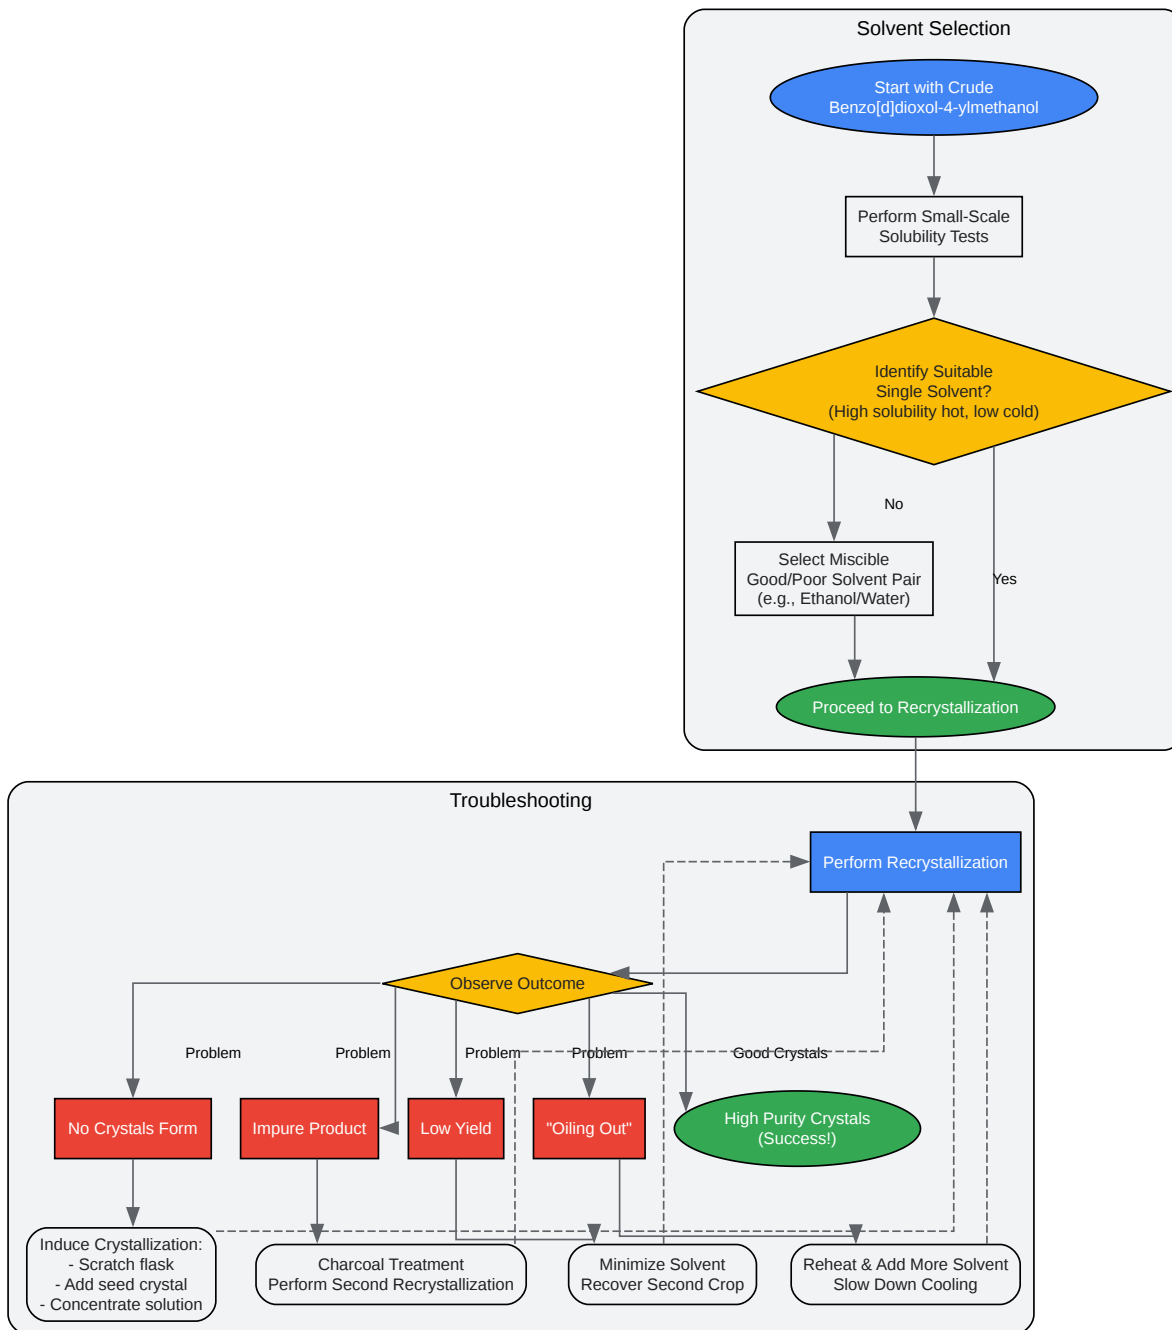 Solvent Selection
Start with Crude
Benzo[d]dioxol-4-ylmethanol
Perform Small-Scale
Solubility Tests
Identify Suitable
Single Solvent?
(High solubility hot, low cold)
No
Select Miscible
Good/Poor Solvent Pair
(e.g., Ethanol/Water)
Yes
Proceed to Recrystallization
Troubleshooting
Perform Recrystallization
Observe Outcome
Problem
Problem
Problem
Problem
Good Crystals
No Crystals Form
Impure Product
Low Yield
"Oiling Out"
High Purity Crystals
(Success!)
Induce Crystallization:
- Scratch flask
- Add seed crystal
- Concentrate solution
Charcoal Treatment
Perform Second Recrystallization
Minimize Solvent
Recover Second Crop
Reheat & Add More Solvent
Slow Down Cooling